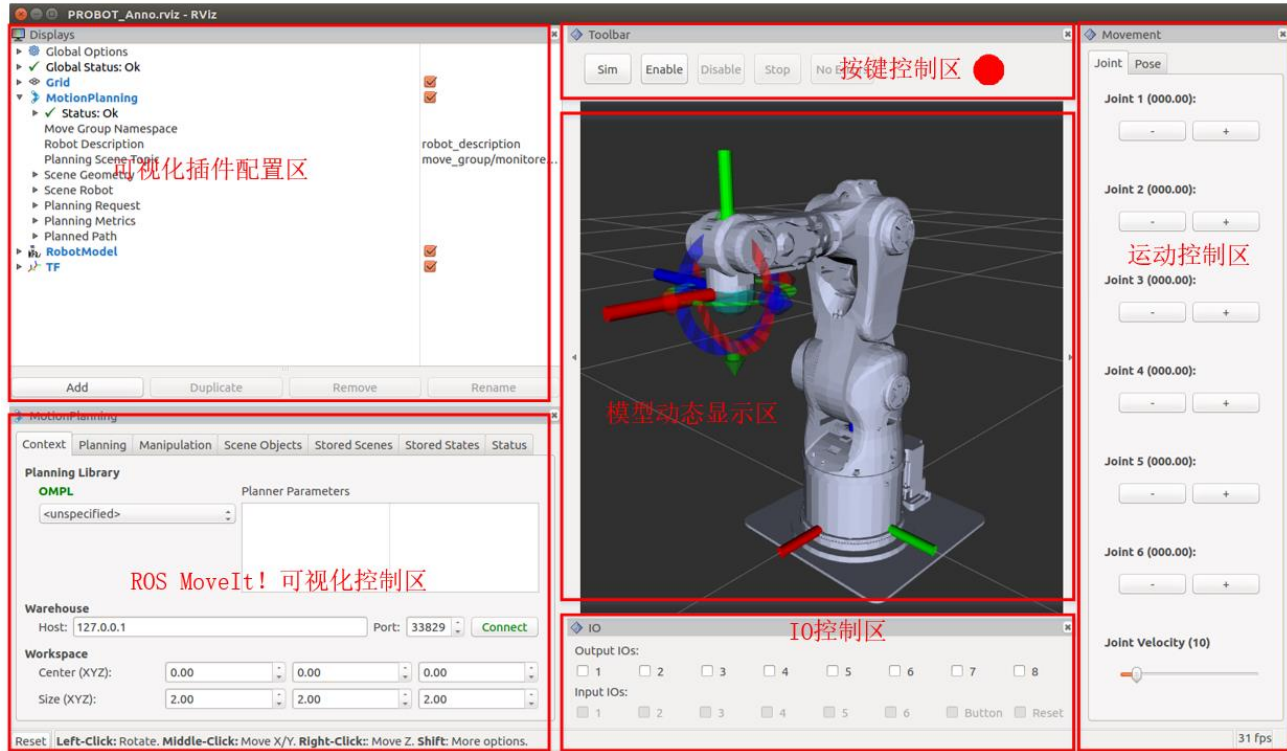 PROBOT_Anno.rviz - RViz
Displays
Global Options
Global Status: Ok
Grid
MotionPlanning
Status: Ok
Move Group Namespace
Robot Description robot_description
Planning Scene Topic move_group/monitore...
可视化插件配置区
Scene Geometry
Scene Robot
Planning Request
Planning Metrics
Planned Path
RobotModel
TF
Add Duplicate Remove Rename
MotionPlanning
Context Planning Manipulation Scene Objects Stored Scenes Stored States Status
Planning Library
OMPL Planner Parameters
<unspecified>
ROS MoveIt! 可视化控制区
Warehouse
Host: 127.0.0.1 Port: 33829 Connect
Workspace
Center (XYZ): 0.00 0.00 0.00
Size (XYZ): 2.00 2.00 2.00
Reset Left-Click: Rotate. Middle-Click: Move X/Y. Right-Click:: Move Z. Shift: More options.
Toolbar
Sim Enable Disable Stop No
按键控制区
模型动态显示区
IO
IO控制区
Output IOs:
1 2 3 4 5 6 7 8
Input IOs:
1 2 3 4 5 6 Button Reset
Movement
Joint Pose
Joint 1 (000.00):
- +
Joint 2 (000.00):
- +
运动控制区
Joint 3 (000.00):
- +
Joint 4 (000.00):
- +
Joint 5 (000.00):
- +
Joint 6 (000.00):
- +
Joint Velocity (10)
31 fps